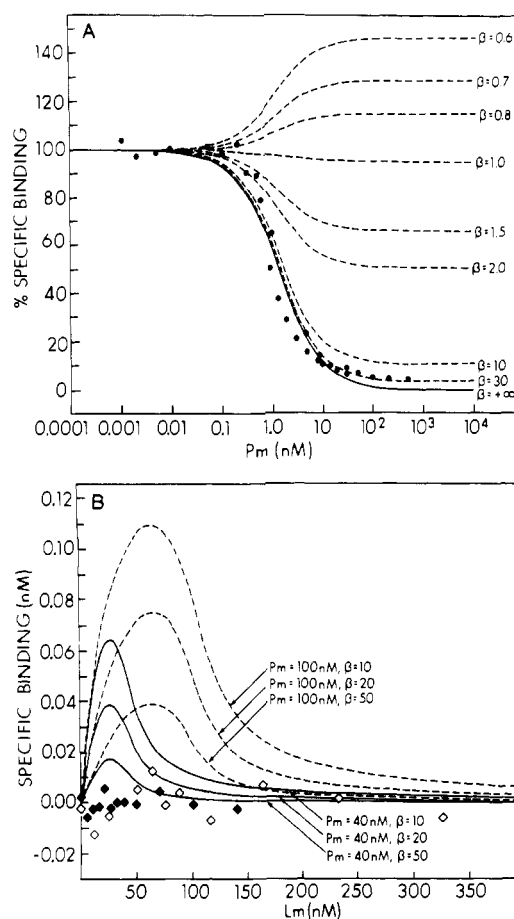 A
β=0.6
140
β=0.7
120
β=0.8
100
β=1.0
80
β=1.5
60
β=2.0
40
20
β=10
β=30
0
β=+∞
% SPECIFIC BINDING
0.0001 0.001 0.01 0.1 1.0 10 10² 10³ 10⁴
Pm (nM)
B
0.12
0.10
0.08
0.06
0.04
0.02
0.00
-0.02
SPECIFIC BINDING (nM)
Pm = 100nM, β=10
Pm = 100nM, β=20
Pm = 100nM, β=50
Pm = 40nM, β=10
Pm = 40nM, β=20
Pm = 40nM, β=50
50 100 150 200 250 300 350
Lm(nM)